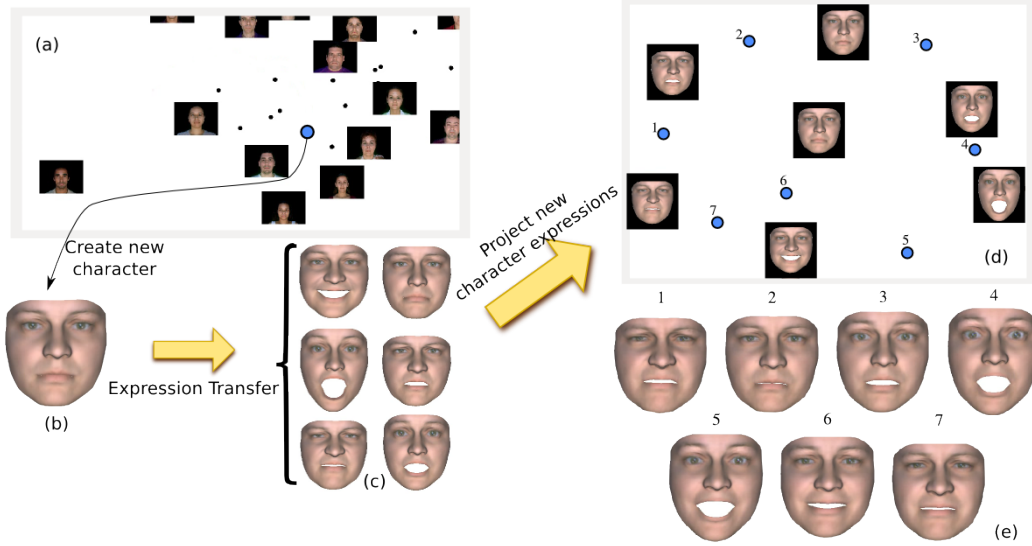 (a)
Create new
character
(b)
Expression Transfer
(c)
Project new
character expressions
1
2
3
4
5
6
7
(d)
1
2
3
4
5
6
7
(e)